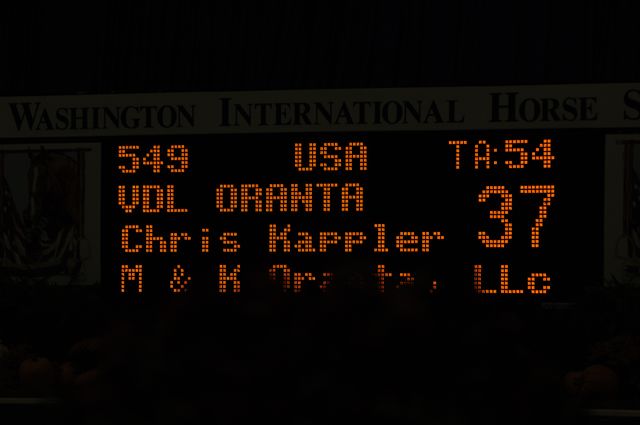 WASHINGTON INTERNATIONAL HORSE
549 USA TA:54
VDL ORANTA
37
Chris Kappler
M & K LLc